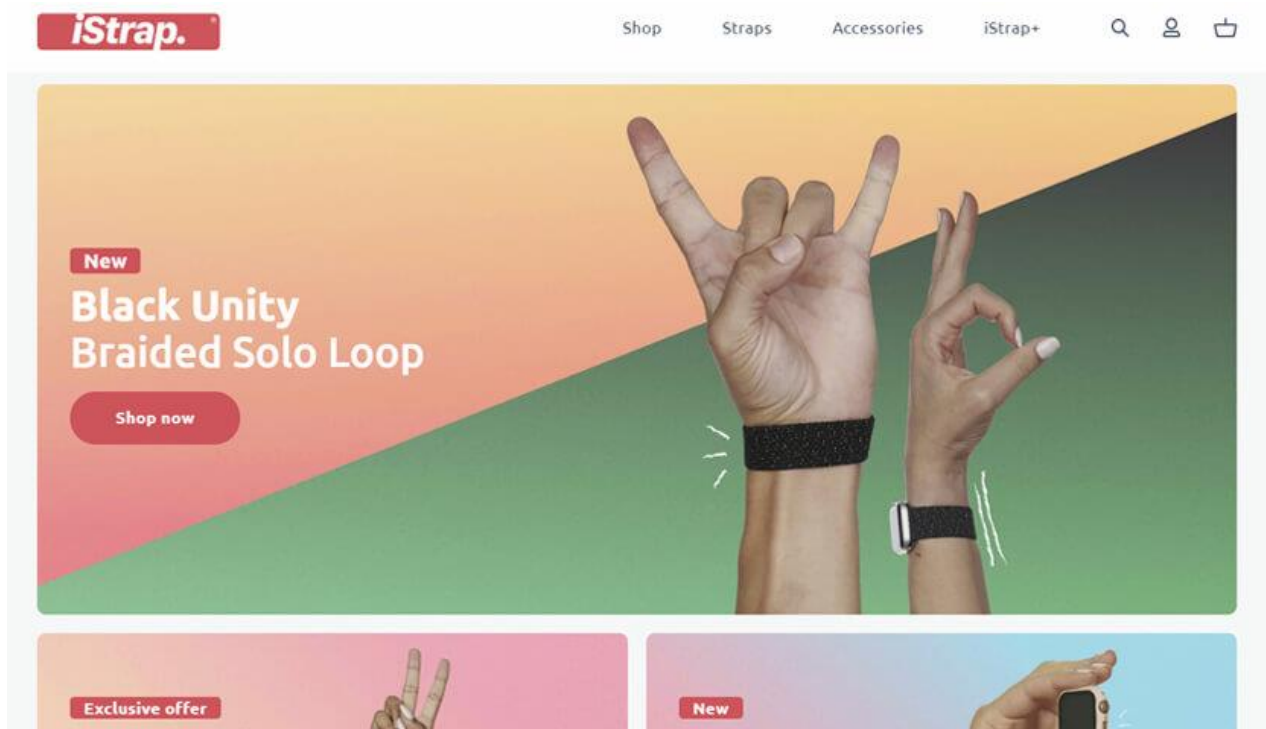 iStrap.
Shop
Straps
Accessories
iStrap+
New
Black Unity
Braided Solo Loop
Shop now
Exclusive offer
New